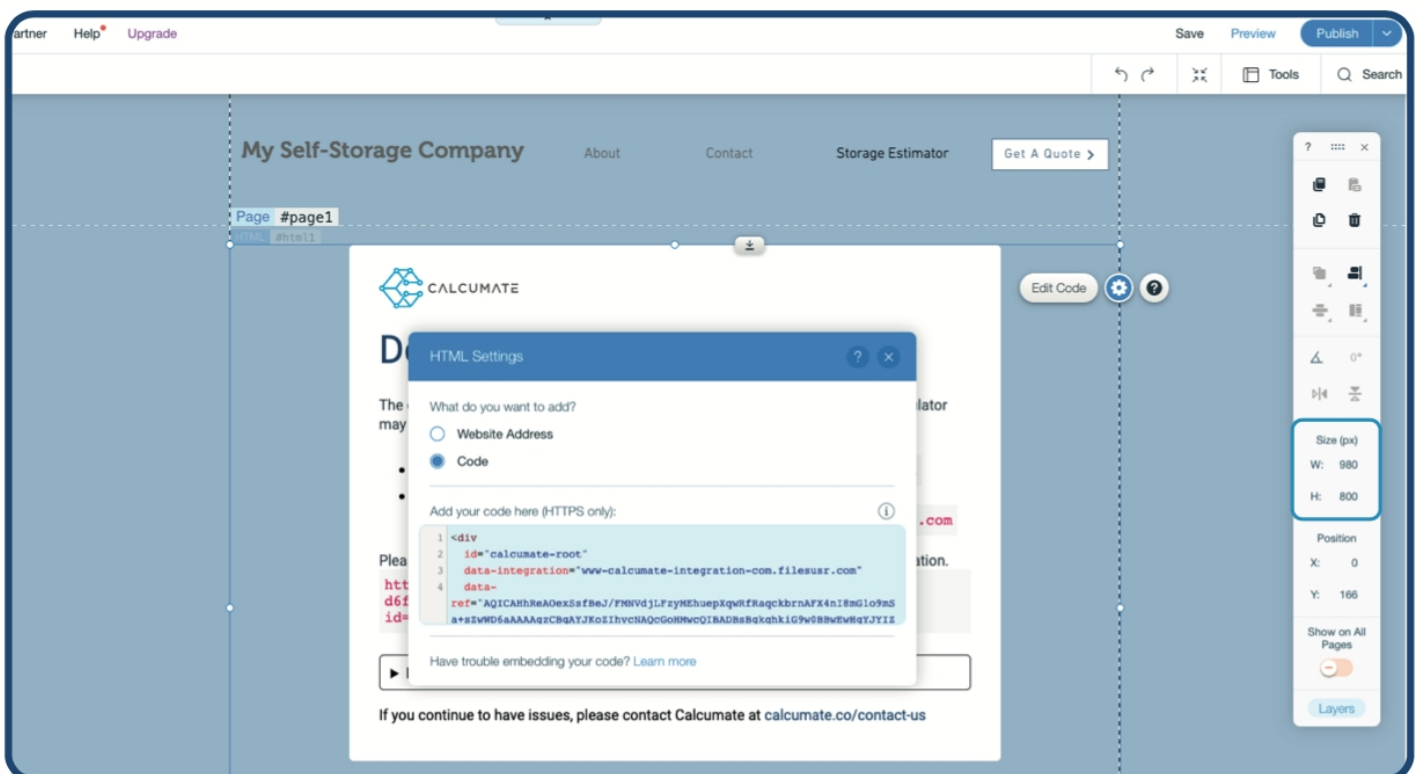 artner Help Upgrade Save Preview Publish
Tools Search
My Self-Storage Company About Contact Storage Estimator Get A Quote
Page #page1
HTML #html1
CALCUMATE
Edit Code
D
HTML Settings
The
may
lator
What do you want to add?
Website Address
Code
Add your code here (HTTPS only):
.com
1 <div
2 id="calcumate-root"
3 data-integration="www-calcumate-integration-com.filesusr.com"
4 data-
Plea
ation.
htt
d6f
id=
Have trouble embedding your code? Learn more
If you continue to have issues, please contact Calcumate at calcumate.co/contact-us
0°
Size (px)
W: 980
H: 800
Position
X: 0
Y: 166
Show on All
Pages
Layers